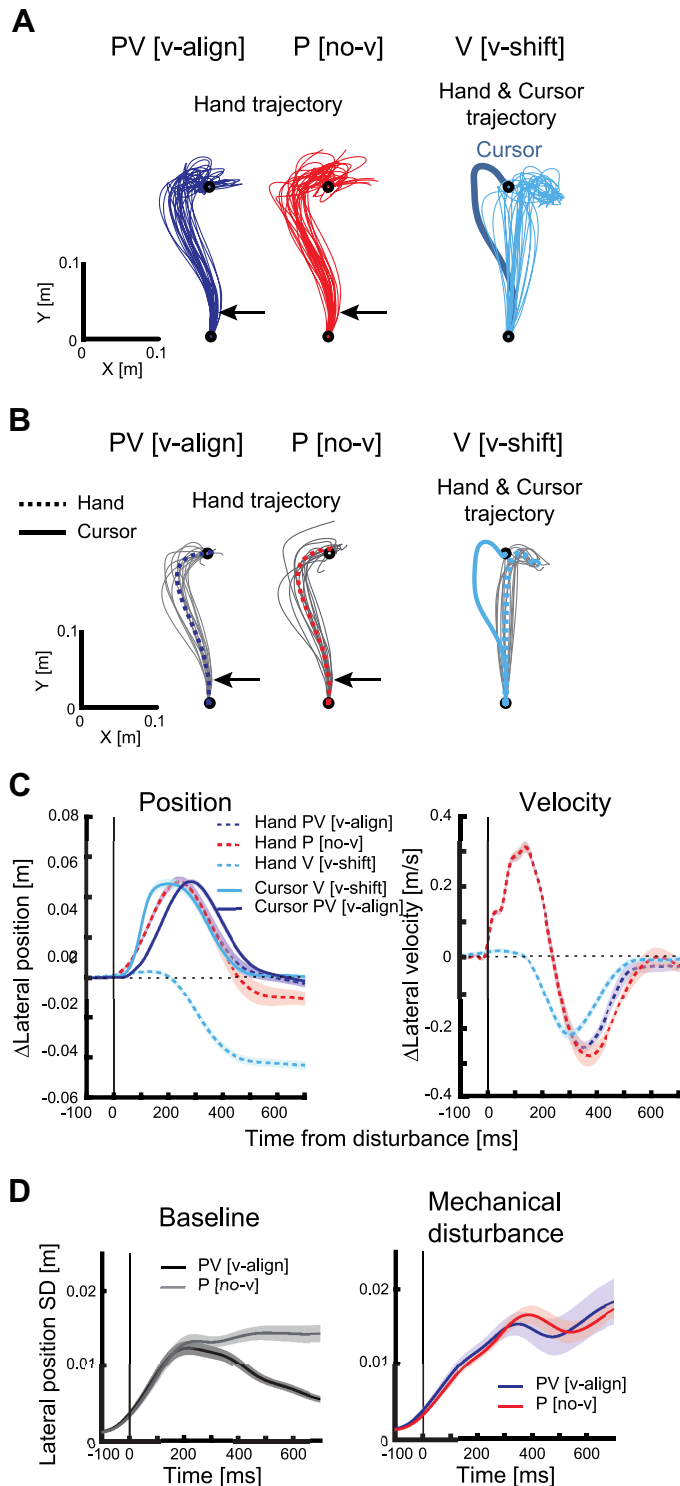 A
PV [v-align] P [no-v] V [v-shift]
Hand trajectory
Hand & Cursor
trajectory
Cursor
Y [m]
0.1
0
0 0.1
X [m]
B
PV [v-align] P [no-v] V [v-shift]
Hand
Cursor
Hand trajectory
Hand & Cursor
trajectory
Y [m]
0.1
0
0 0.1
X [m]
C
Position
Hand PV [v-align]
Hand P [no-v]
Hand V [v-shift]
Cursor V [v-shift]
Cursor PV [v-align]
ΔLateral position [m]
0.08
0.06
0.04
0
-0.02
-0.04
-0.06
-100 0 200 400 600
Velocity
ΔLateral velocity [m/s]
0.4
0.2
0
-0.2
-0.4
-100 0 200 400 600
Time from disturbance [ms]
D
Baseline
PV [v-align]
P [no-v]
Lateral position SD [m]
0.02
0.01
0
-100 0 200 400 600
Time [ms]
Mechanical
disturbance
PV [v-align]
P [no-v]
0.02
0.01
0
-100 0 200 400 600
Time [ms]